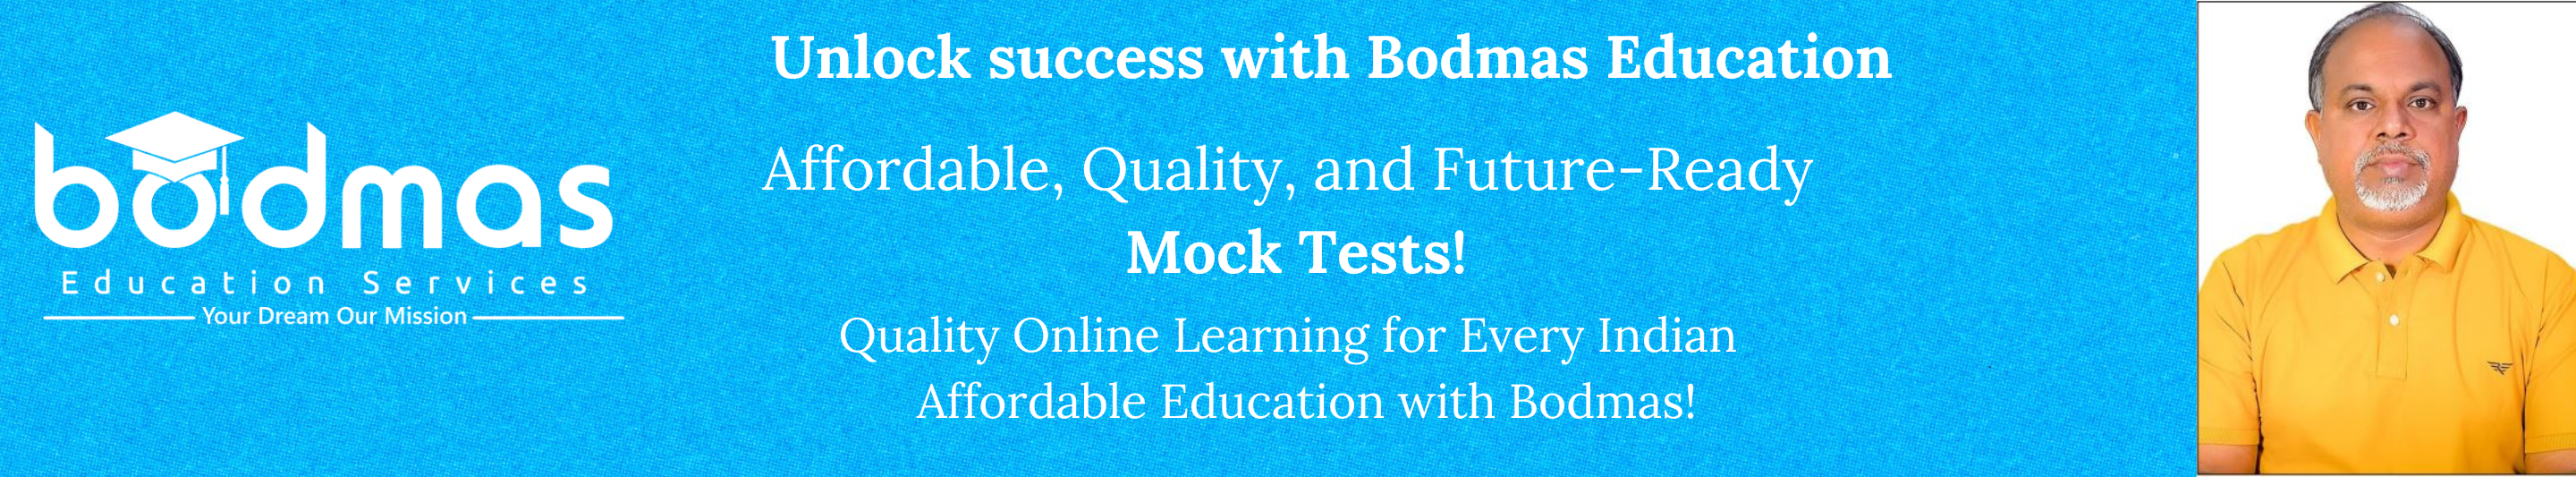 bodmas
Education Services
Your Dream Our Mission
Unlock success with Bodmas Education
Affordable, Quality, and Future-Ready
Mock Tests!
Quality Online Learning for Every Indian
Affordable Education with Bodmas!